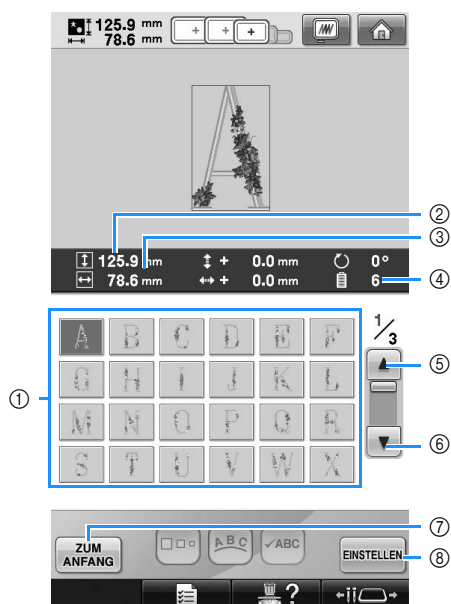 125.9 mm
78.6 mm
②
③
125.9 mm + 0.0 mm 0°
78.6 mm + 0.0 mm 6 ④
1/3
A B C D E F
⑤
G H I J K L
①
M N O P Q R
⑥
S T U V W X
⑦
ZUM ANFANG
ABC
✓ABC
EINSTELLEN ⑧
?